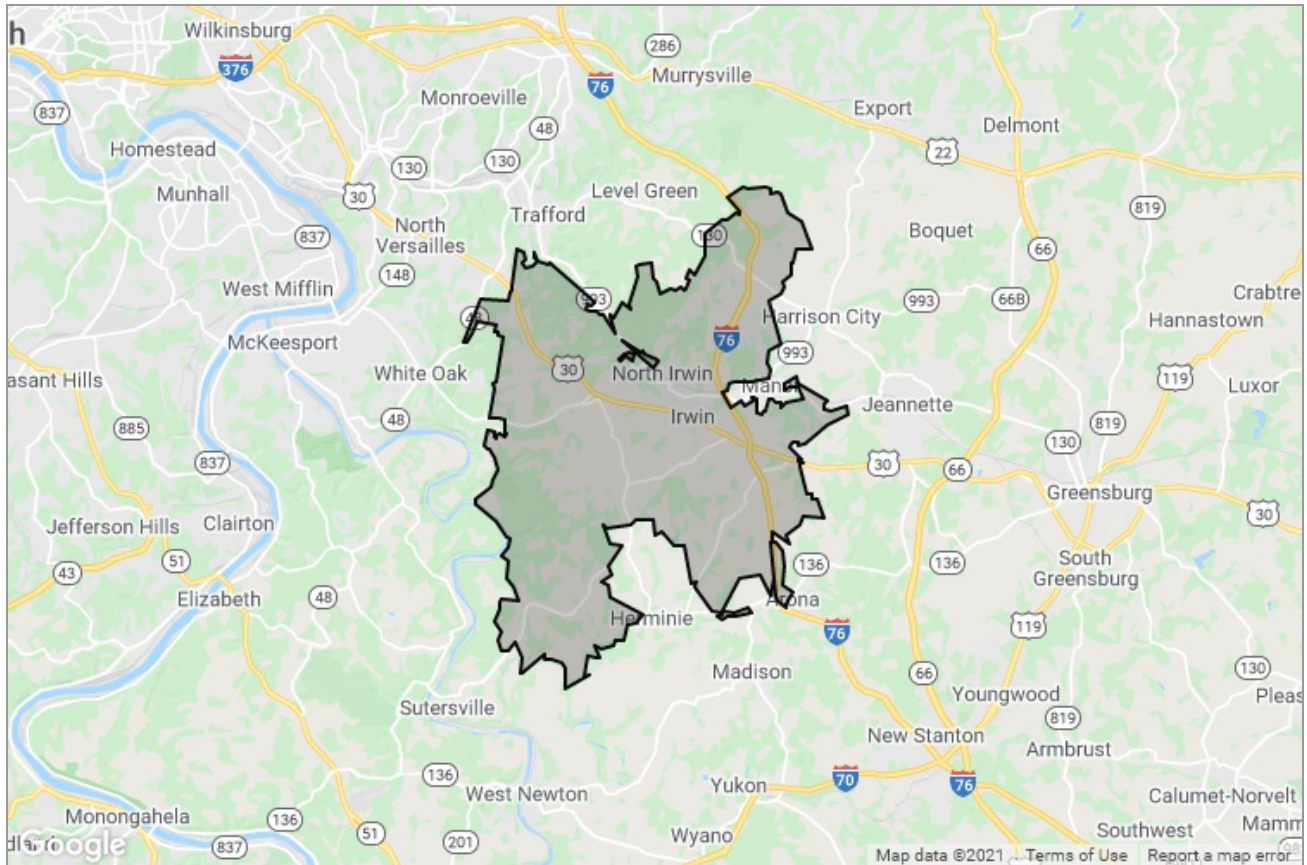 h
Wilkinsburg
286
376
Murrysville
76
837
Monroeville
Export
48
Delmont
22
Homestead
130
130
Munhall
Level Green
30
819
Trafford
North
Versailles
130
837
Boquet
66
148
West Mifflin
993
993
66B
Crabtre
Harrison City
Hannastown
McKeesport
76
993
White Oak
30
North Irwin
119
Luxor
asant Hills
Irwin
Jeannette
48
885
819
130
837
30
66
Greensburg
30
Jefferson Hills
Clairton
South
Greensburg
51
136
136
43
Elizabeth
48
Arona
Herminie
119
76
Madison
66
130
Youngwood
Pleas
Sutersville
819
New Stanton
Armbrust
136
70
76
Yukon
West Newton
Calumet-Norvelt
Monongahela
136
51
Southwest
Mamm
Wyano
201
837
Google
Map data ©2021
Terms of Use
Report a map error